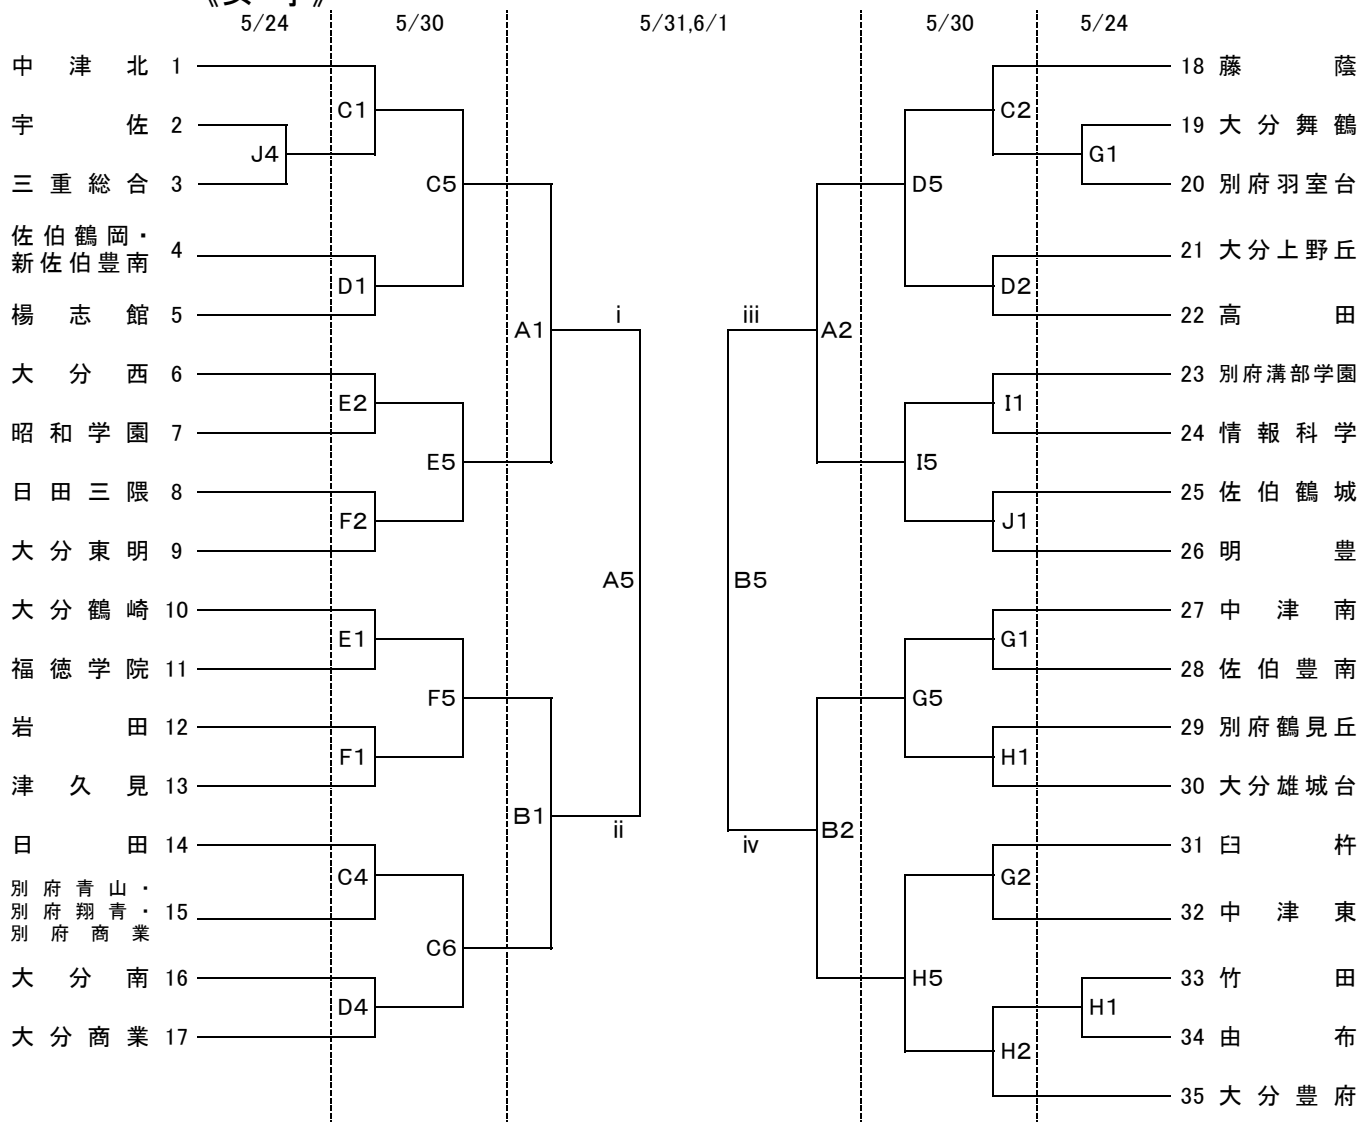 5/24 5/30 5/31,6/1 5/30 5/24
中津北 1
宇佐 2
三重総合 3
佐伯鶴岡・
新佐伯豊南 4
楊志館 5
大分西 6
昭和学園 7
日田三隈 8
大分東明 9
大分鶴崎 10
福徳学院 11
岩田 12
津久見 13
日田 14
別府青山・
別府翔青・ 15
別府商業
大分南 16
大分商業 17
J4
C1
D1
E2
F2
E1
F1
C4
D4
C5
E5
F5
C6
A1
B1
i
ii
A5
iii
iv
B5
A2
B2
D5
I5
G5
H5
C2
D2
I1
J1
G1
H1
G2
H2
G1
H1
18 藤蔭
19 大分舞鶴
20 別府羽室台
21 大分上野丘
22 高田
23 別府溝部学園
24 情報科学
25 佐伯鶴城
26 明豊
27 中津南
28 佐伯豊南
29 別府鶴見丘
30 大分雄城台
31 臼杵
32 中津東
33 竹田
34 由布
35 大分豊府